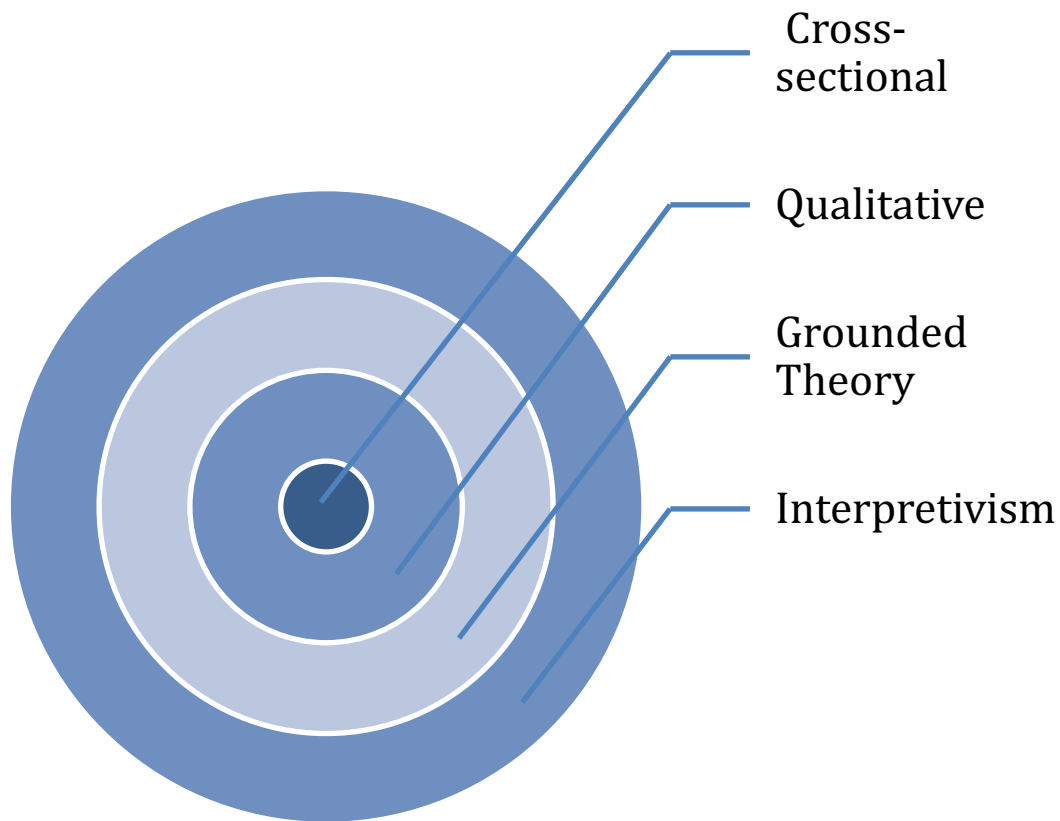 Cross-
sectional
Qualitative
Grounded
Theory
Interpretivism